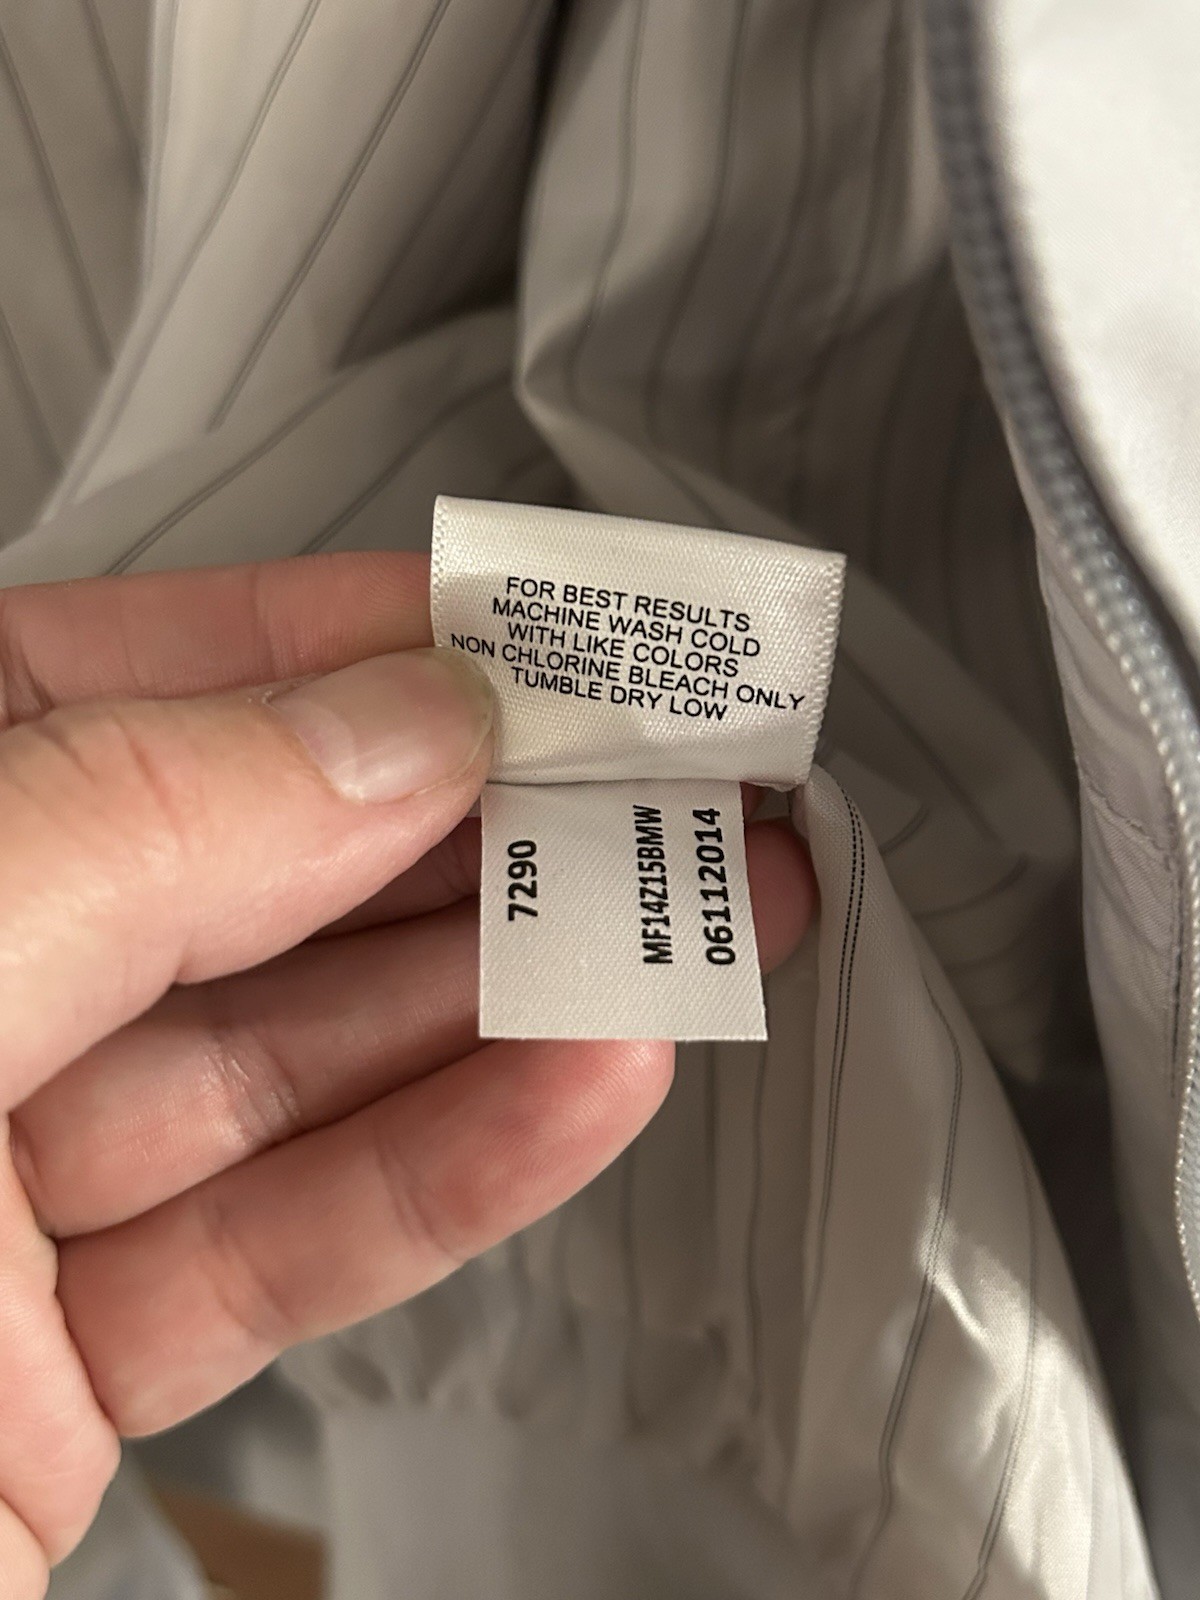 FOR BEST RESULTS
MACHINE WASH COLD
WITH LIKE COLORS
NON CHLORINE BLEACH ONLY
TUMBLE DRY LOW
7290
MF14Z15BMW
06112014